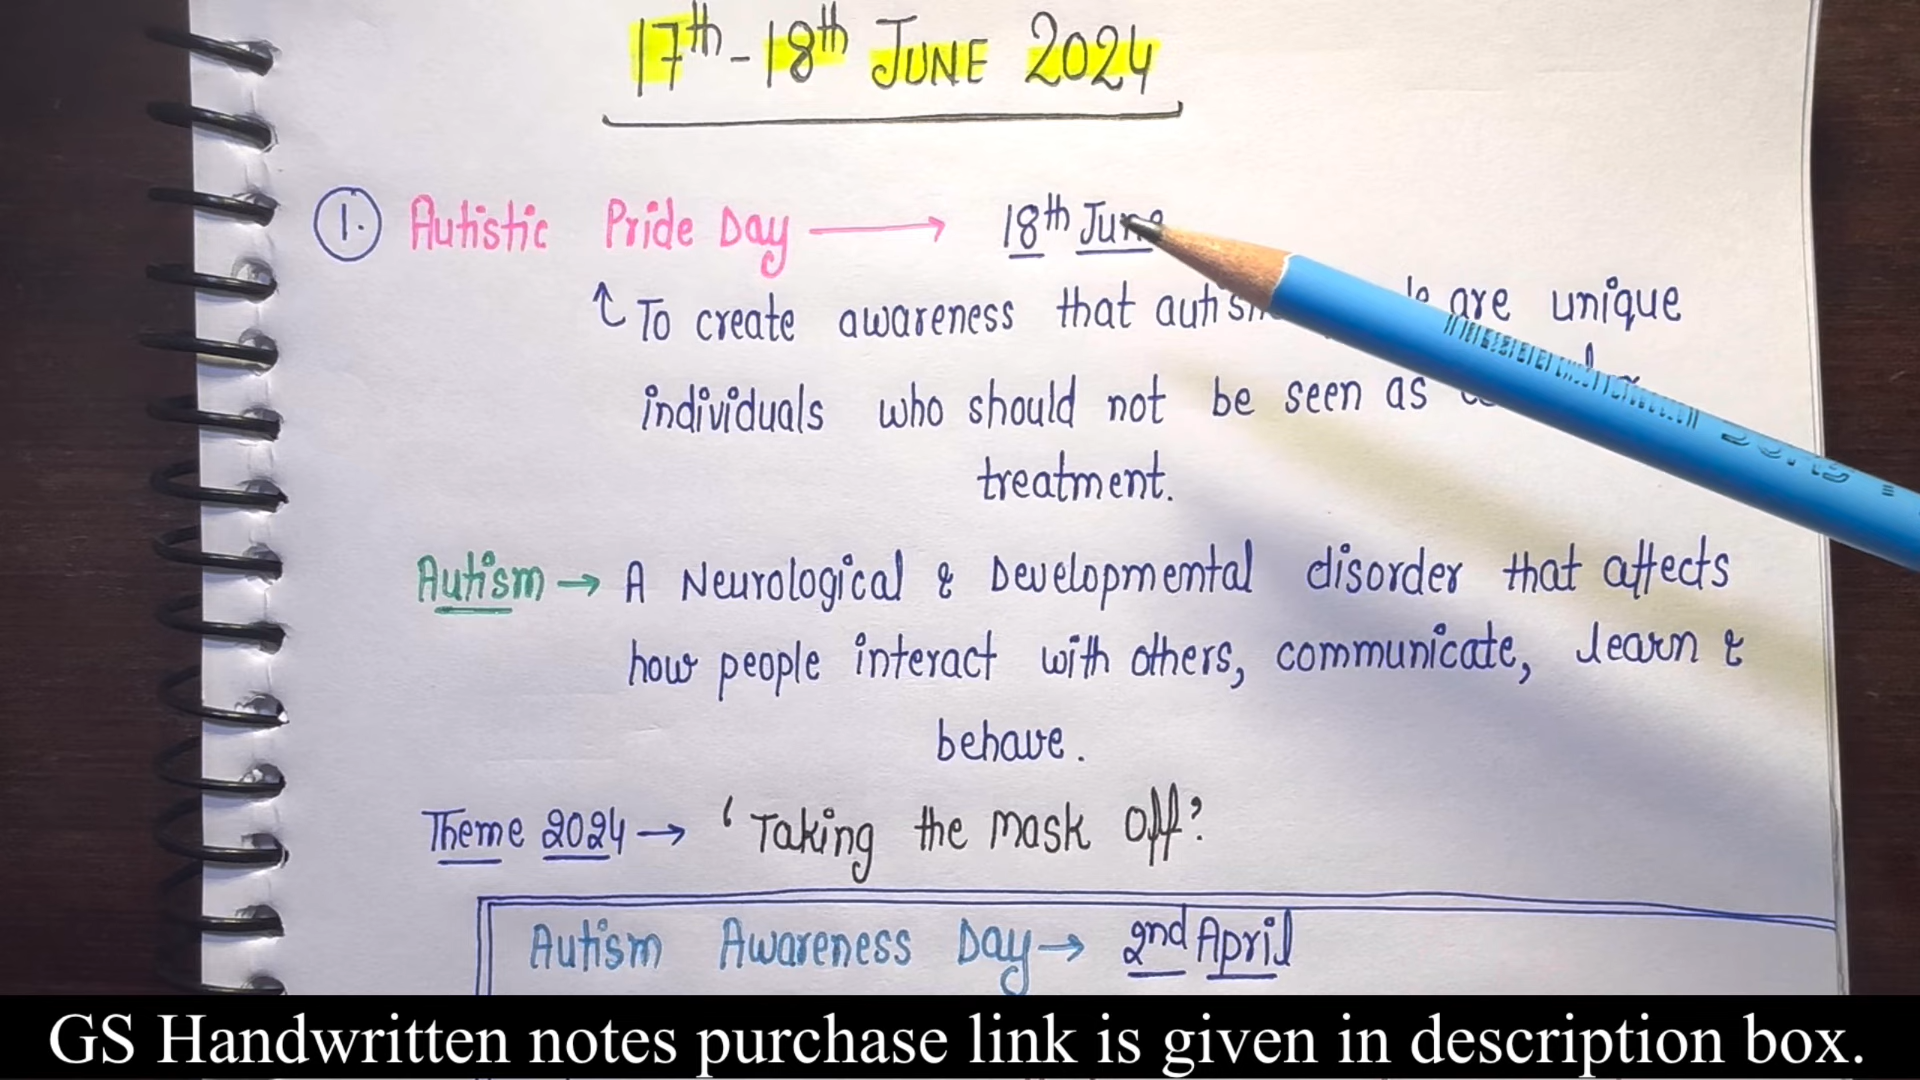 17th - 18th JUNE 2024
1. Autistic Pride Day → 18th June
↑ To create awareness that are unique
individuals who should not be seen as
treatment.
Autism → A Neurological & Developmental disorder that affects
how people interact with others, communicate, learn &
behave.
Theme 2024 → 'Taking the mask off'
Autism Awareness Day → 2nd April
GS Handwritten notes purchase link is given in description box.